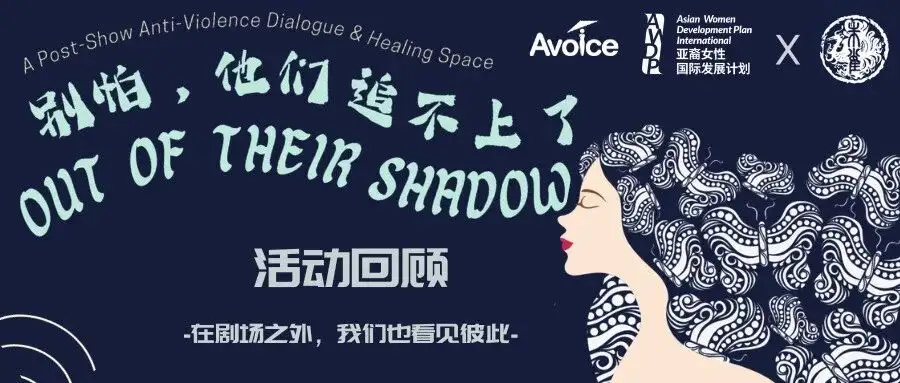 A Post-Show Anti-Violence Dialogue & Healing Space
别怕，他们追不上了
OUT OF THEIR SHADOW
活动回顾
-在剧场之外，我们也看见彼此-
Avoice
AWDP
Asian Women
Development Plan
International
亚裔女性
国际发展计划
X